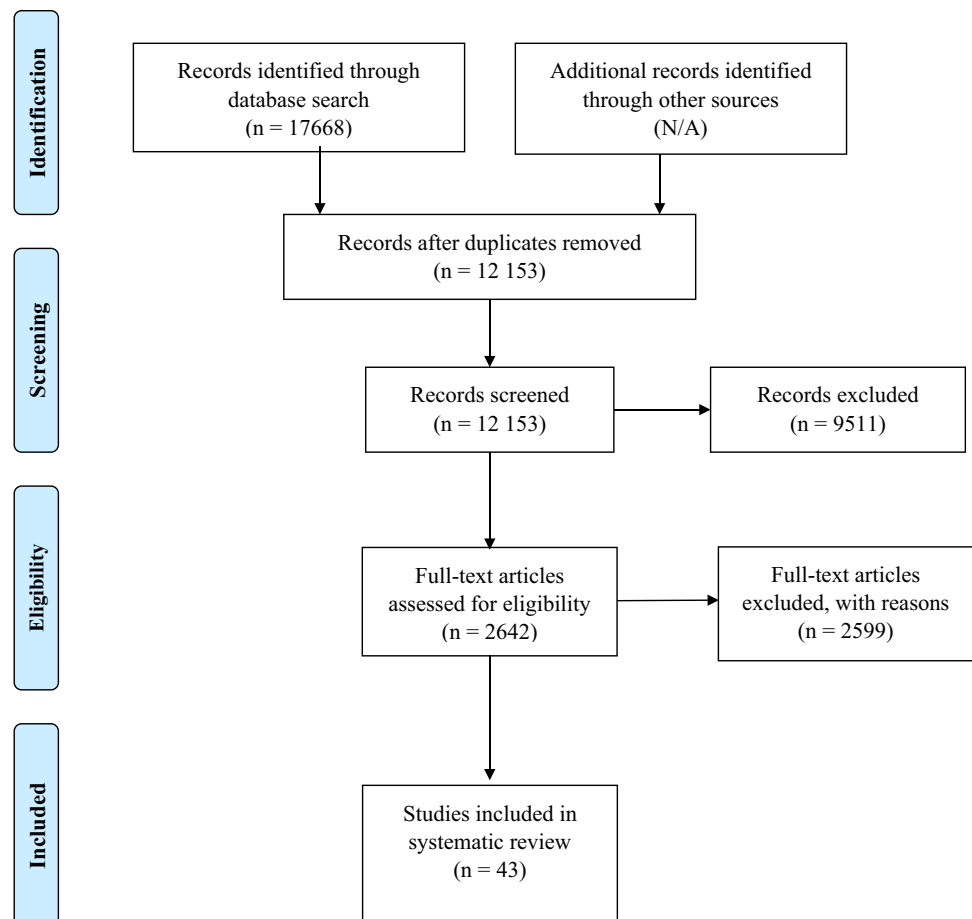 Identification
Records identified through
database search
(n = 17668)
Additional records identified
through other sources
(N/A)
Records after duplicates removed
(n = 12 153)
Screening
Records screened
(n = 12 153)
Records excluded
(n = 9511)
Eligibility
Full-text articles
assessed for eligibility
(n = 2642)
Full-text articles
excluded, with reasons
(n = 2599)
Included
Studies included in
systematic review
(n = 43)